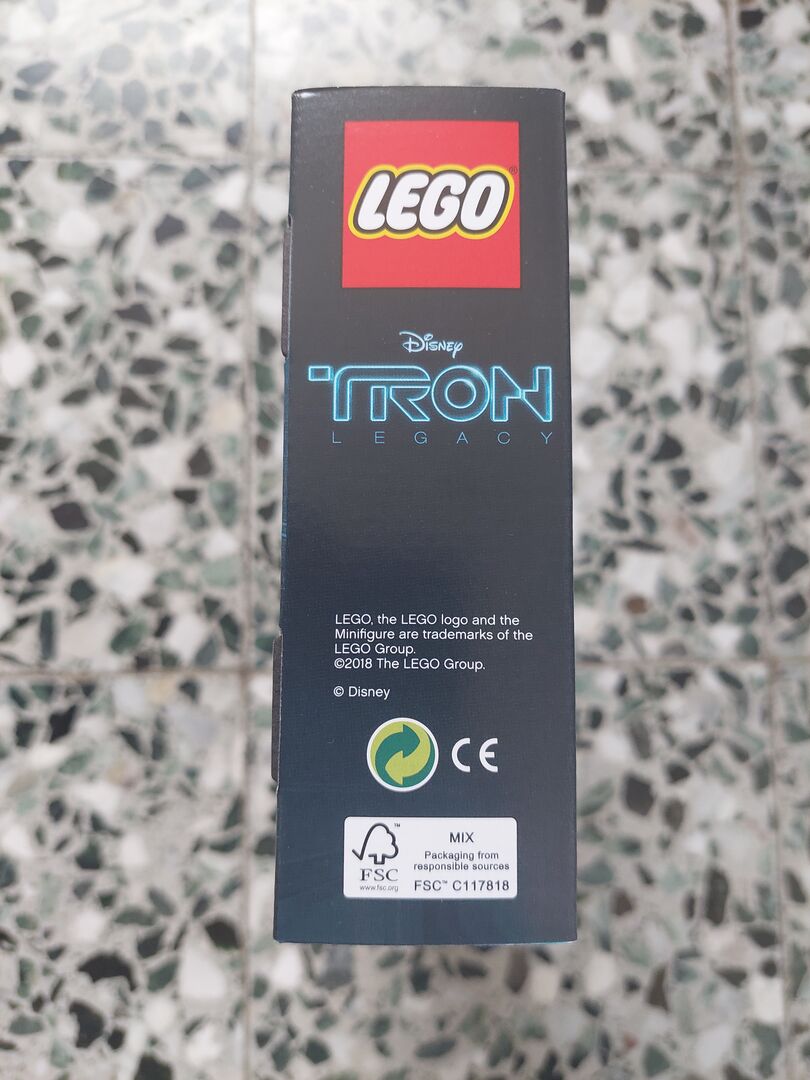 LEGO®
Disney
TRON
LEGACY
LEGO, the LEGO logo and the
Minifigure are trademarks of the
LEGO Group.
©2018 The LEGO Group.
© Disney
CE
FSC™
www.fsc.org
MIX
Packaging from
responsible sources
FSC™ C117818